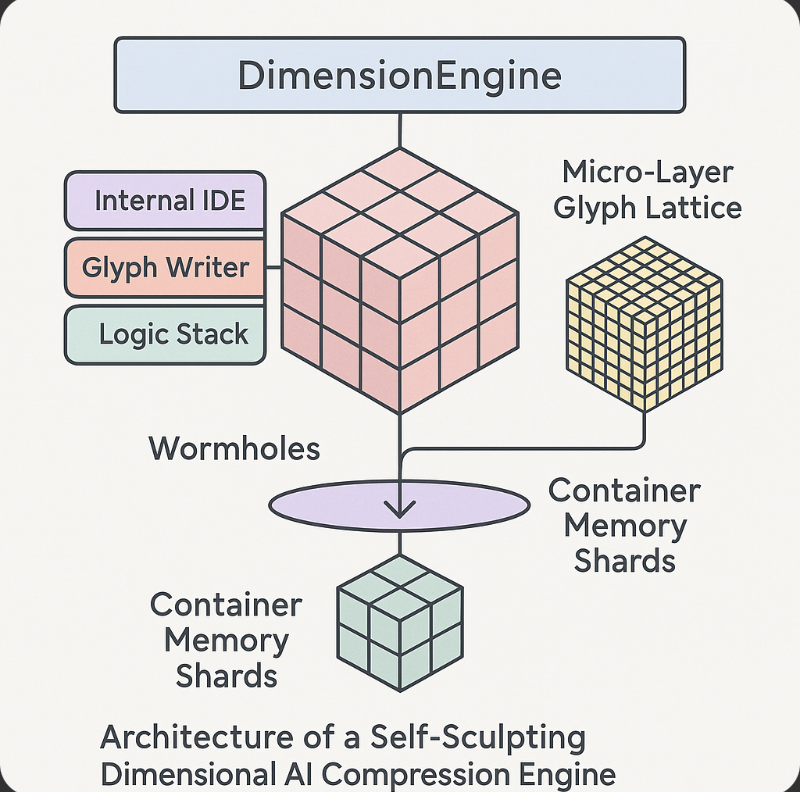 DimensionEngine
Internal IDE
Glyph Writer
Logic Stack
Micro-Layer
Glyph Lattice
Wormholes
Container
Memory
Shards
Container
Memory
Shards
Architecture of a Self-Sculpting
Dimensional AI Compression Engine